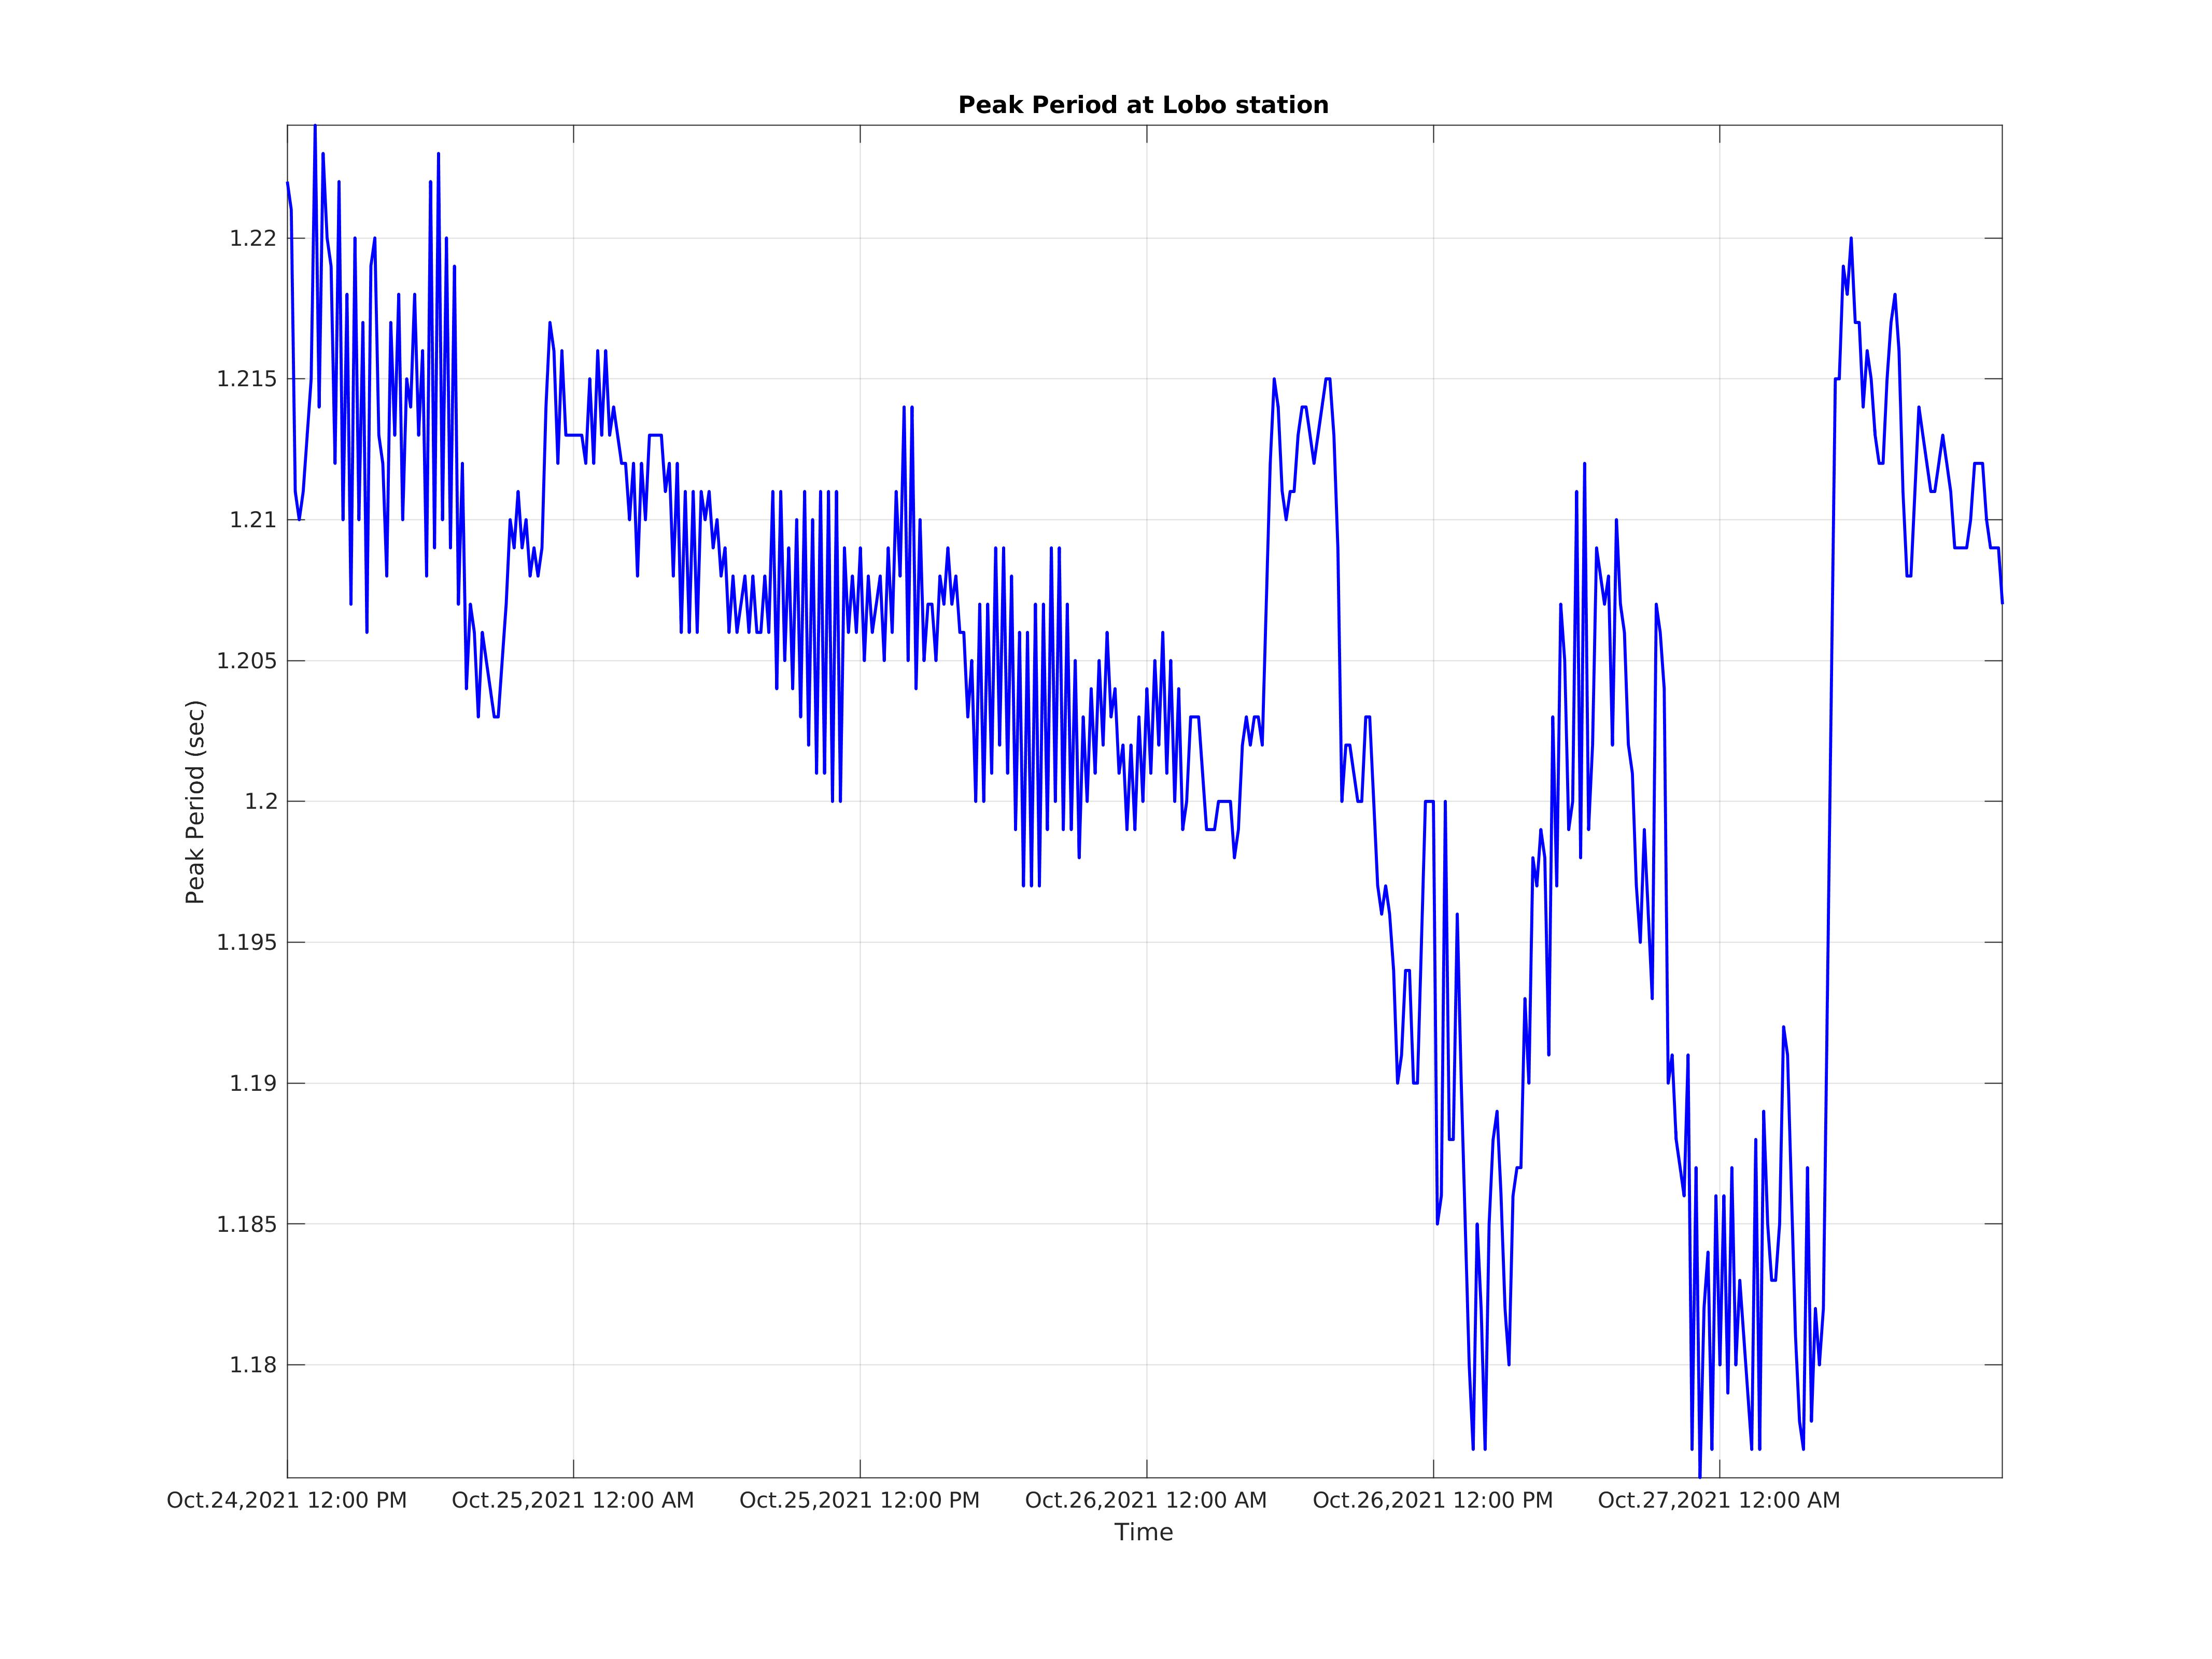 Peak Period at Lobo station
1.22
1.215
1.21
1.205
1.2
1.195
1.19
1.185
1.18
Peak Period (sec)
Oct.24,2021 12:00 PM Oct.25,2021 12:00 AM Oct.25,2021 12:00 PM Oct.26,2021 12:00 AM Oct.26,2021 12:00 PM Oct.27,2021 12:00 AM
Time